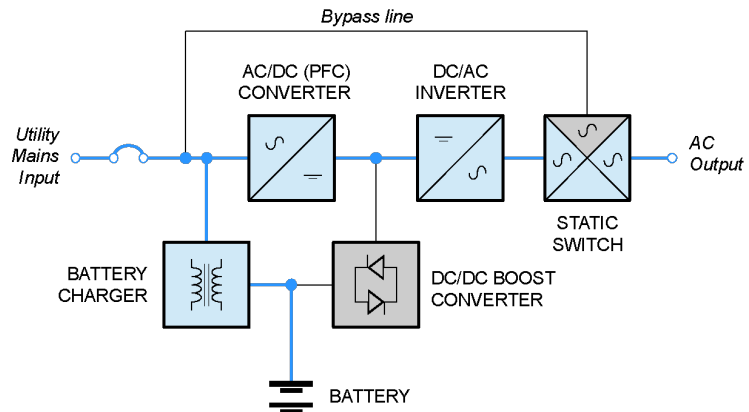 Bypass line
AC/DC (PFC)
CONVERTER
DC/AC
INVERTER
Utility
Mains
Input
AC
Output
STATIC
SWITCH
BATTERY
CHARGER
DC/DC BOOST
CONVERTER
BATTERY